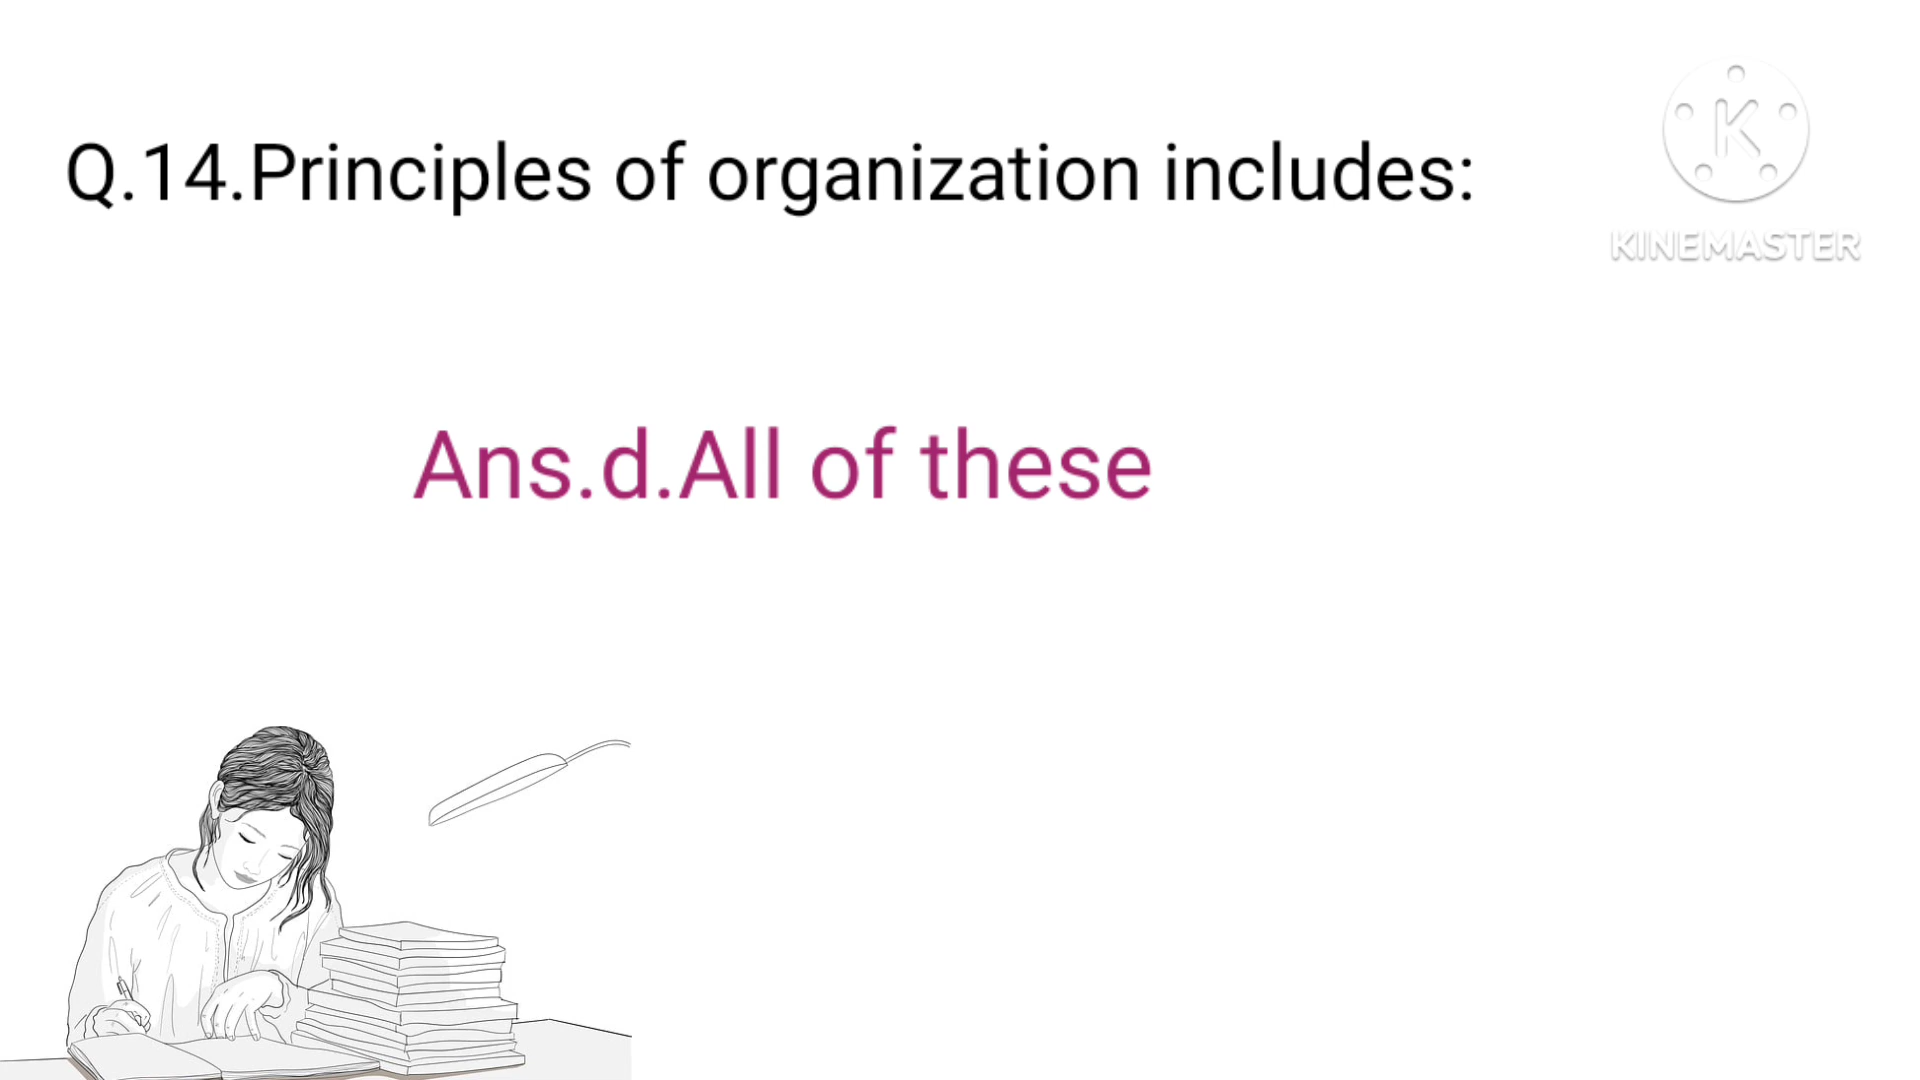 Q.14.Principles of organization includes:
K
KINEMASTER
Ans.d.All of these